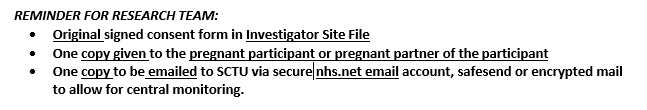 REMINDER FOR RESEARCH TEAM:
• Original signed consent form in Investigator Site File
• One copy given to the pregnant participant or pregnant partner of the participant
• One copy to be emailed to SCTU via secure nhs.net email account, safesend or encrypted mail
to allow for central monitoring.